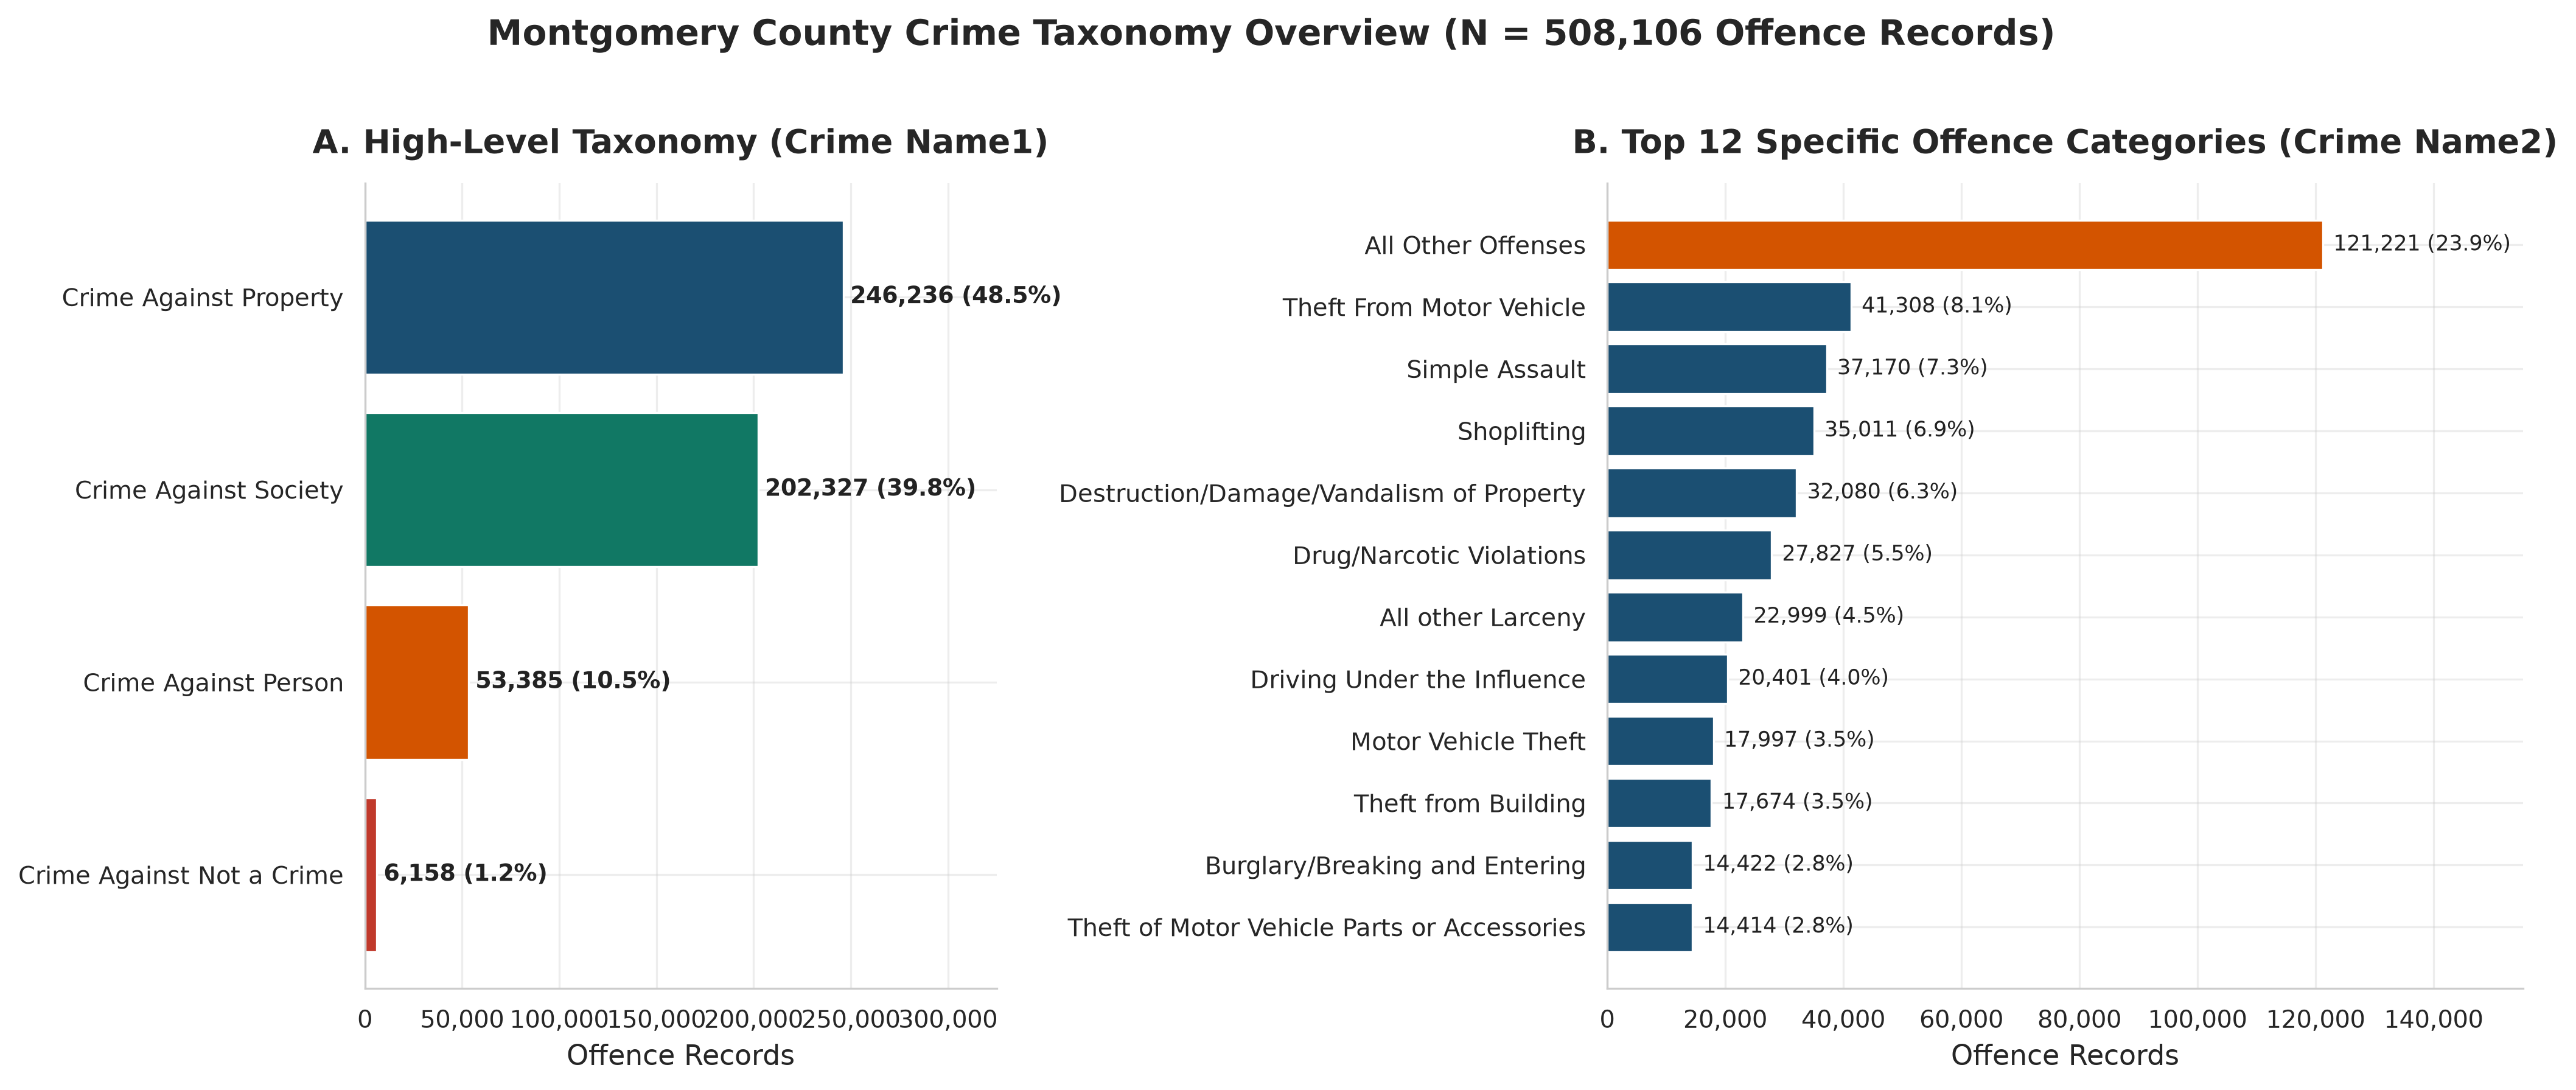 Montgomery County Crime Taxonomy Overview (N = 508,106 Offence Records)
A. High-Level Taxonomy (Crime Name1)
Crime Against Property
246,236 (48.5%)
Crime Against Society
202,327 (39.8%)
Crime Against Person
53,385 (10.5%)
Crime Against Not a Crime
6,158 (1.2%)
0 50,000 100,000 150,000 200,000 250,000 300,000
Offence Records
B. Top 12 Specific Offence Categories (Crime Name2)
All Other Offenses
121,221 (23.9%)
Theft From Motor Vehicle
41,308 (8.1%)
Simple Assault
37,170 (7.3%)
Shoplifting
35,011 (6.9%)
Destruction/Damage/Vandalism of Property
32,080 (6.3%)
Drug/Narcotic Violations
27,827 (5.5%)
All other Larceny
22,999 (4.5%)
Driving Under the Influence
20,401 (4.0%)
Motor Vehicle Theft
17,997 (3.5%)
Theft from Building
17,674 (3.5%)
Burglary/Breaking and Entering
14,422 (2.8%)
Theft of Motor Vehicle Parts or Accessories
14,414 (2.8%)
0 20,000 40,000 60,000 80,000 100,000 120,000 140,000
Offence Records